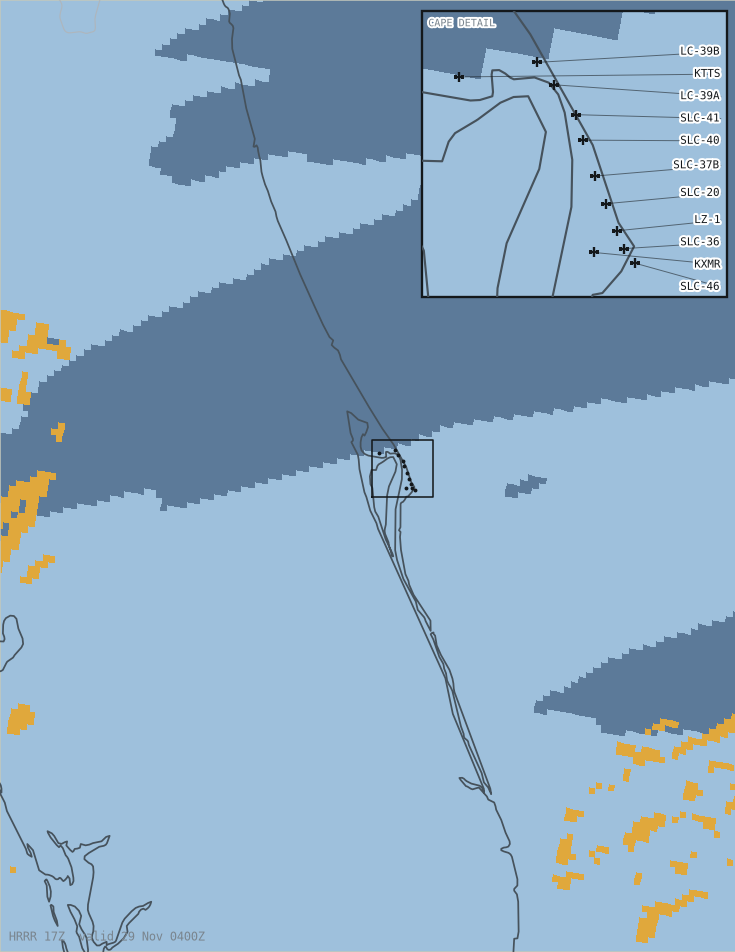 CAPE DETAIL
LC-39B
KTTS
LC-39A
SLC-41
SLC-40
SLC-37B
SLC-20
LZ-1
SLC-36
KXMR
SLC-46
HRRR 17Z valid 29 Nov 0400Z